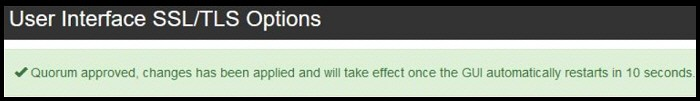 User Interface SSL/TLS Options
Quorum approved, changes has been applied and will take effect once the GUI automatically restarts in 10 seconds.